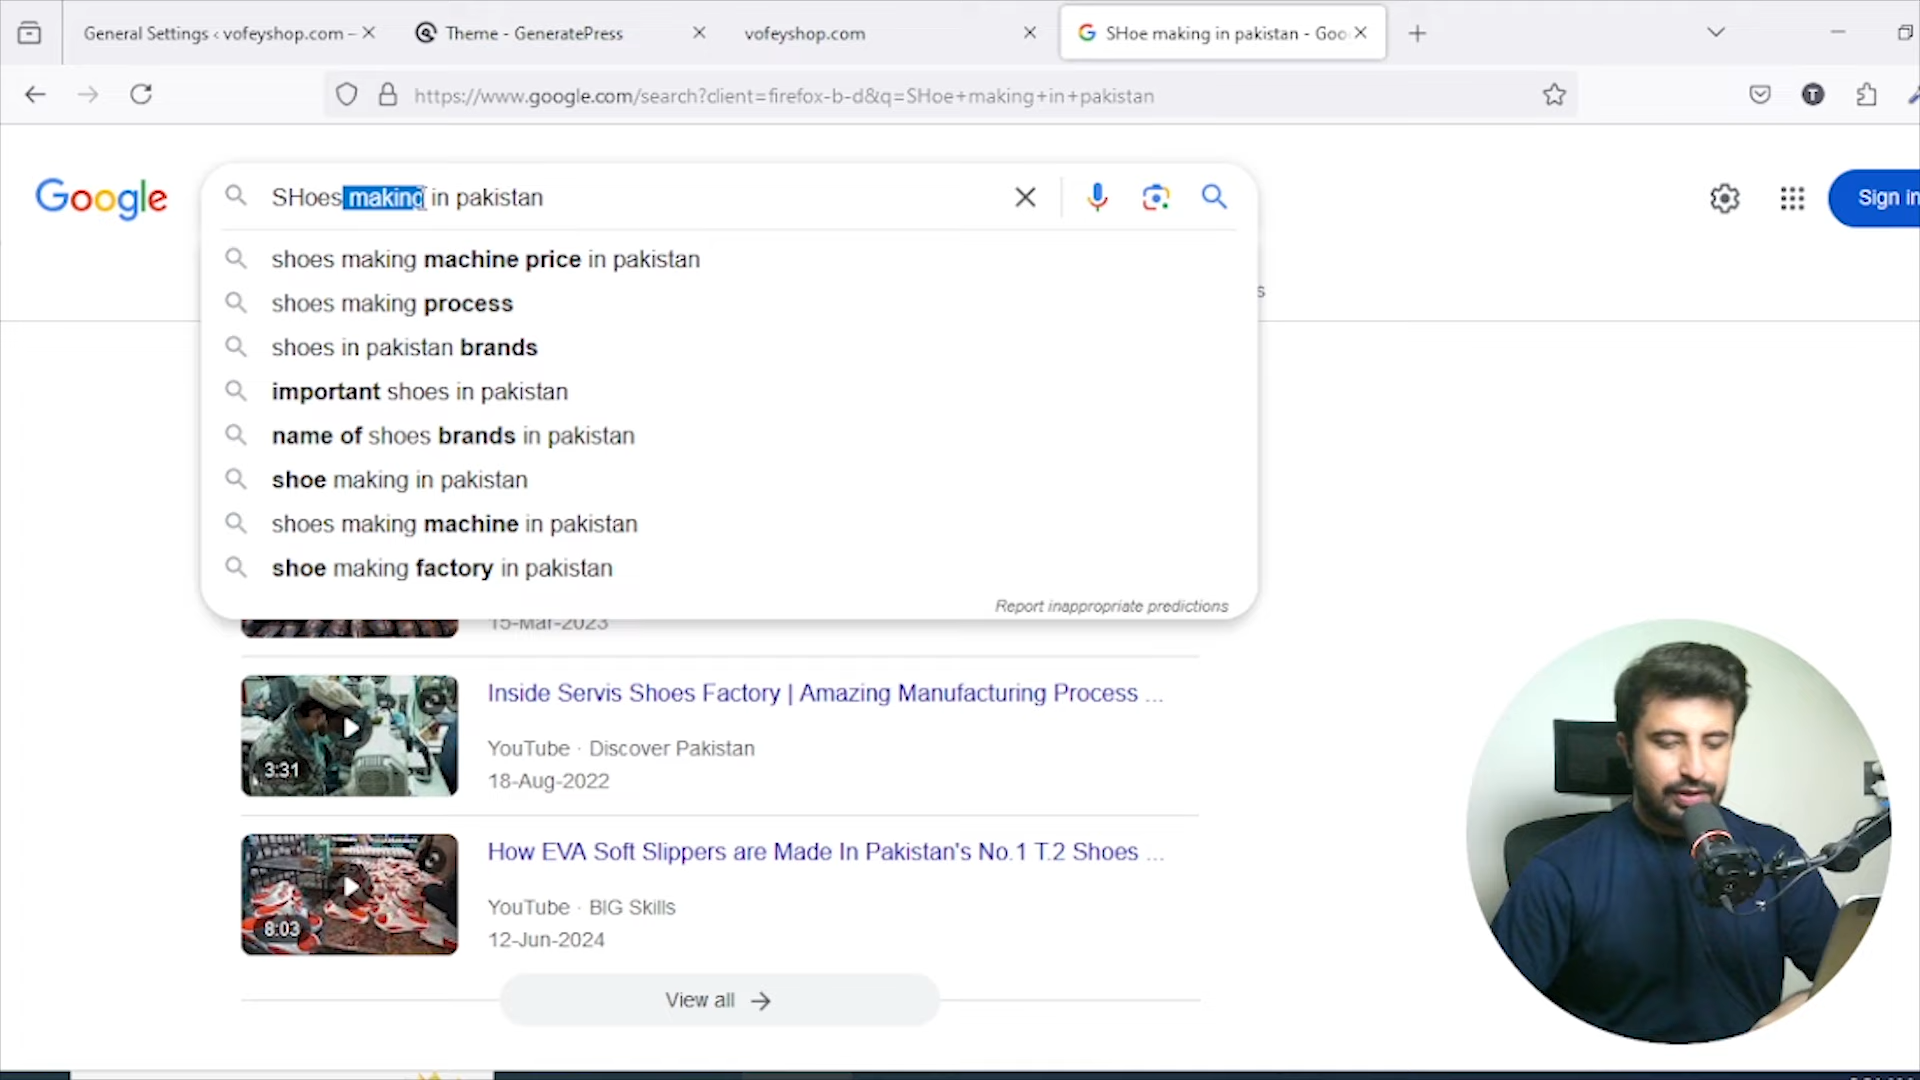 General Settings ‹ vofeyshop.com –
Theme - GeneratePress
vofeyshop.com
SHoe making in pakistan - Goo
https://www.google.com/search?client=firefox-b-d&q=SHoe+making+in+pakistan
T
Google
SHoes making in pakistan
Sign in
shoes making machine price in pakistan
shoes making process
shoes in pakistan brands
important shoes in pakistan
name of shoes brands in pakistan
shoe making in pakistan
shoes making machine in pakistan
shoe making factory in pakistan
Report inappropriate predictions
15-Mar-2023
Inside Servis Shoes Factory | Amazing Manufacturing Process ...
YouTube · Discover Pakistan
18-Aug-2022
3:31
How EVA Soft Slippers are Made In Pakistan's No.1 T.2 Shoes ...
YouTube · BIG Skills
12-Jun-2024
8:03
View all